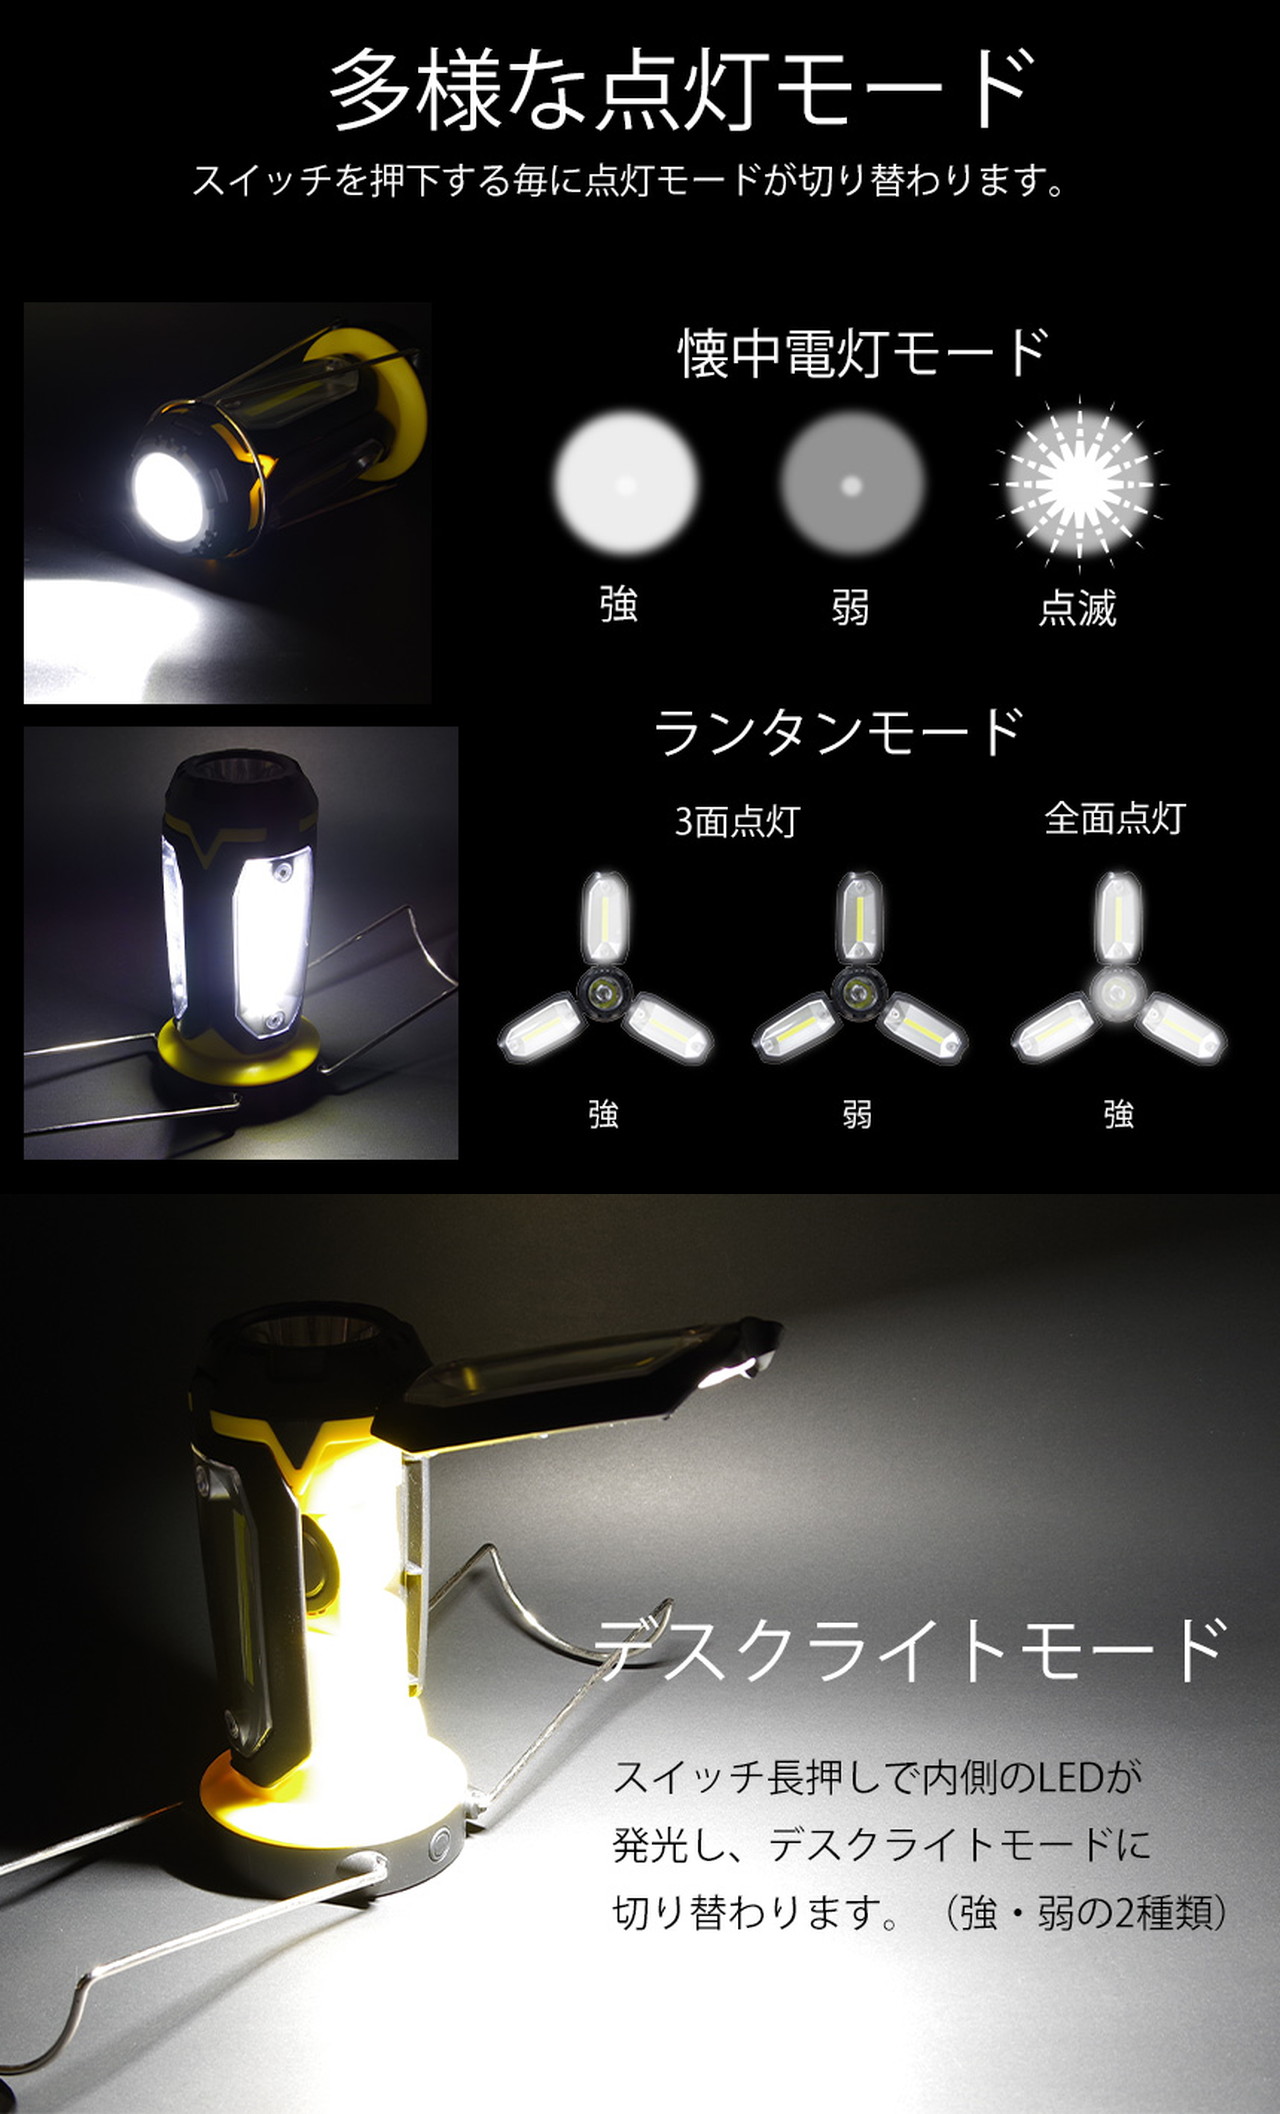 多様な点灯モード
スイッチを押下する毎に点灯モードが切り替わります。
懐中電灯モード
強
弱
点滅
ランタンモード
3面点灯
全面点灯
強
弱
強
デスクライトモード
スイッチ長押しで内側のLEDが
発光し、デスクライトモードに
切り替わります。（強・弱の2種類）